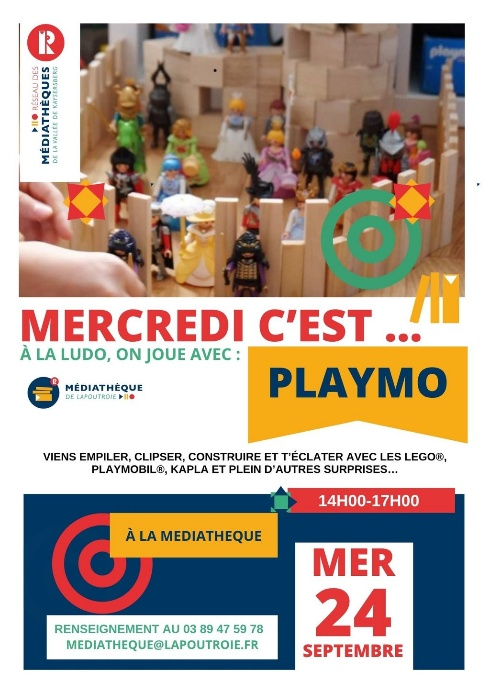 RÉSEAU DES
MÉDIATHÈQUES
DE LA VALLÉE DE KAYSERSBERG
MERCREDI C'EST ...
À LA LUDO, ON JOUE AVEC :
PLAYMO
MÉDIATHÈQUE
DE LAPOUTROIE
VIENS EMPILER, CLIPSER, CONSTRUIRE ET T'ÉCLATER AVEC LES LEGO®,
PLAYMOBIL®, KAPLA ET PLEIN D'AUTRES SURPRISES...
14H00-17H00
À LA MEDIATHEQUE
MER
24
SEPTEMBRE
RENSEIGNEMENT AU 03 89 47 59 78
MEDIATHEQUE@LAPOUTROIE.FR